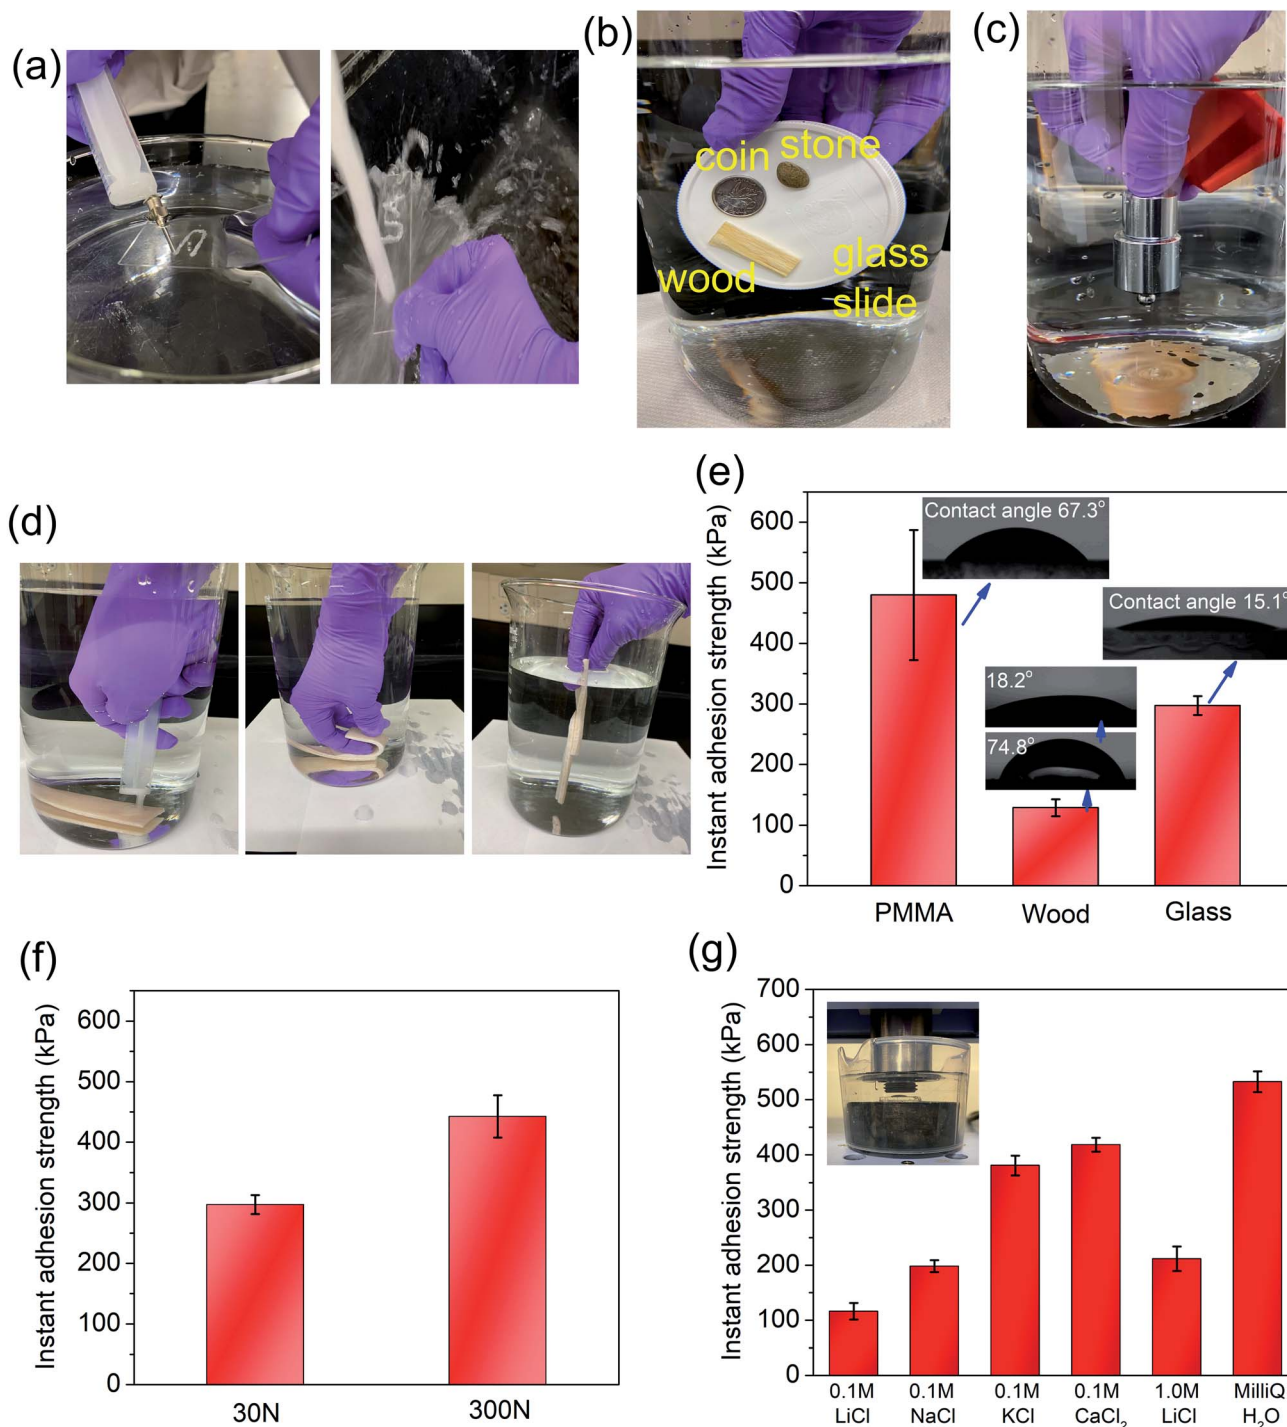 (a)
(b)
coin
stone
wood
glass
slide
(c)
(d)
(e)
Instant adhesion strength (kPa)
600
500
400
300
200
100
0
Contact angle 67.3°
Contact angle 15.1°
18.2°
74.8°
PMMA
Wood
Glass
(f)
Instant adhesion strength (kPa)
600
500
400
300
200
100
0
30N
300N
(g)
Instant adhesion strength (kPa)
700
600
500
400
300
200
100
0
0.1M
LiCl
0.1M
NaCl
0.1M
KCl
0.1M
CaCl₂
1.0M
LiCl
MilliQ
H₂O